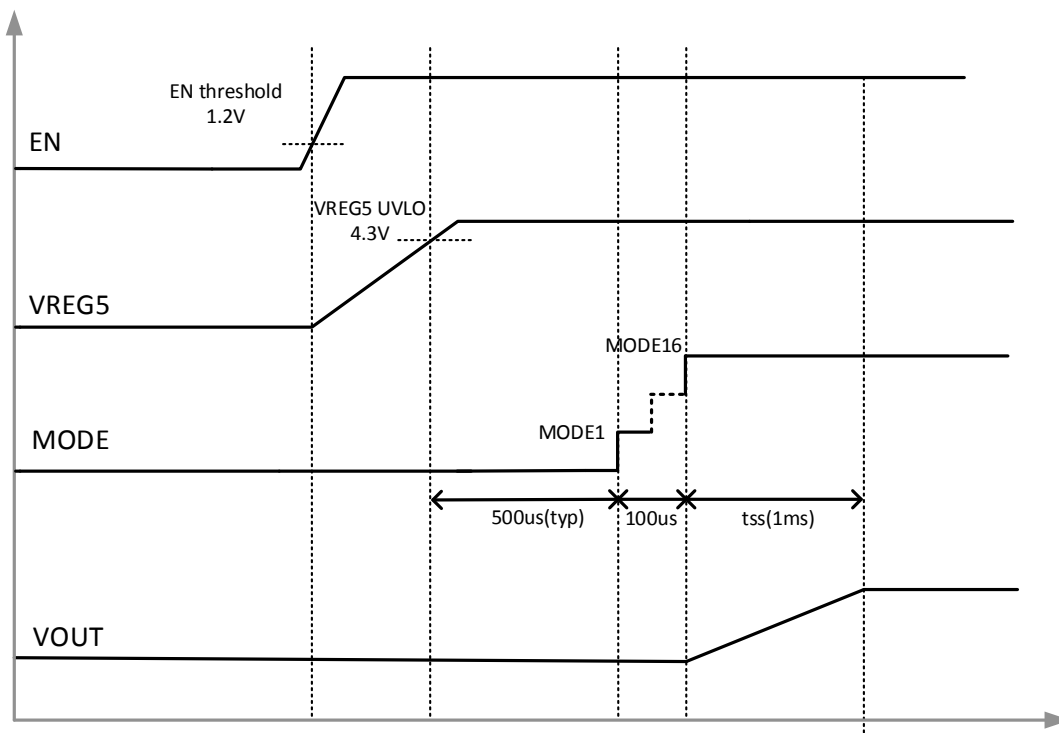 EN threshold
1.2V
EN
VREG5 UVLO
4.3V
VREG5
MODE16
MODE1
MODE
500us(typ)
100us
tss(1ms)
VOUT